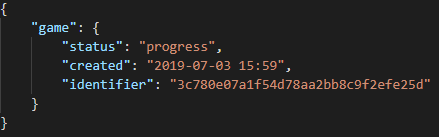 {
    "game": {
        "status": "progress",
        "created": "2019-07-03 15:59",
        "identifier": "3c780e07a1f54d78aa2bb8c9f2efe25d"
    }
}